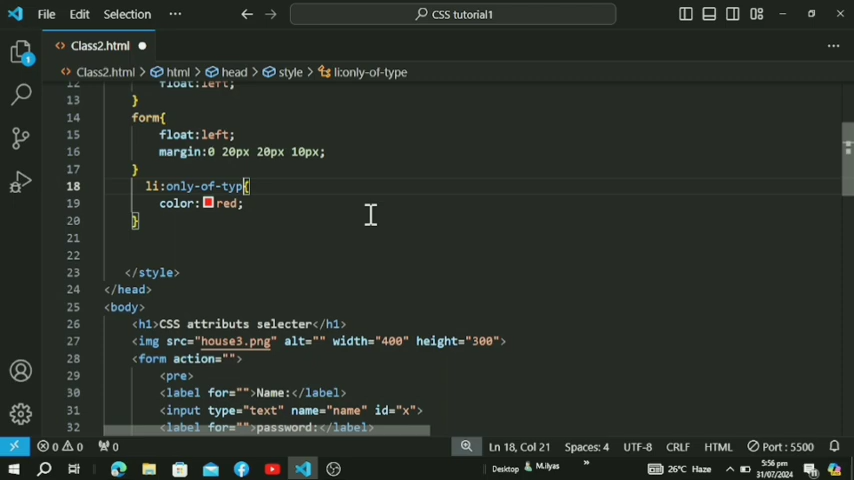 File Edit Selection ... CSS tutorial1
Class2.html
Class2.html > html > head > style > li:only-of-type
12 float:left;
13 }
14 form{
15 float:left;
16 margin:0 20px 20px 10px;
17 }
18 li:only-of-typ{
19 color: red;
20 }
21
22
23 </style>
24 </head>
25 <body>
26 <h1>CSS attributs selecter</h1>
27 <img src="house3.png" alt="" width="400" height="300">
28 <form action="">
29 <pre>
30 <label for="">Name:</label>
31 <input type="text" name="name" id="x">
32 <label for="">password:</label>
1
0 0 0 Ln 18, Col 21 Spaces: 4 UTF-8 CRLF HTML Port : 5500
Desktop M.ilyas » 26°C Haze 5:56 pm
31/07/2024